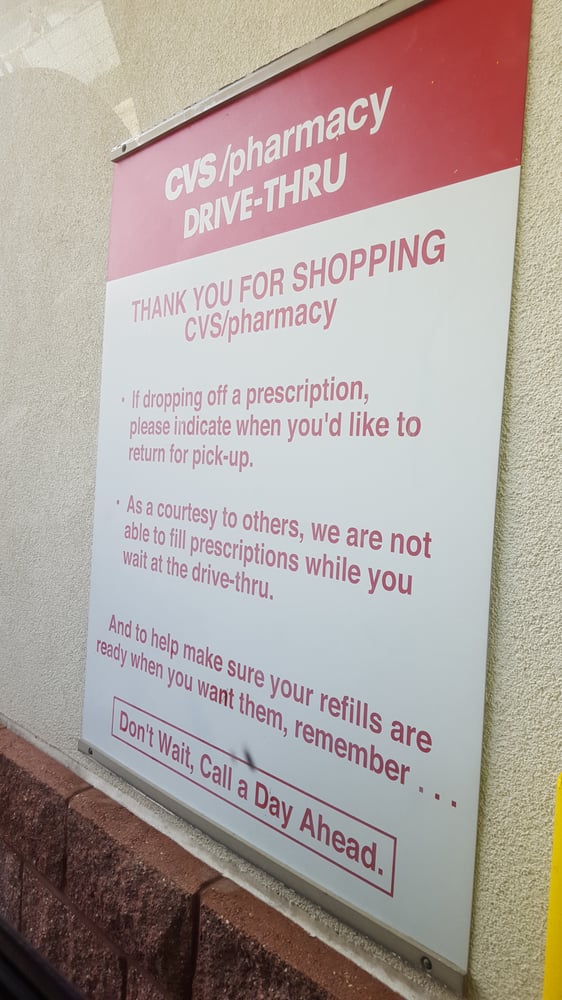 CVS/pharmacy
DRIVE-THRU
THANK YOU FOR SHOPPING
CVS/pharmacy
• If dropping off a prescription,
please indicate when you'd like to
return for pick-up.
• As a courtesy to others, we are not
able to fill prescriptions while you
wait at the drive-thru.
And to help make sure your refills are
ready when you want them, remember . . .
Don't Wait, Call a Day Ahead.